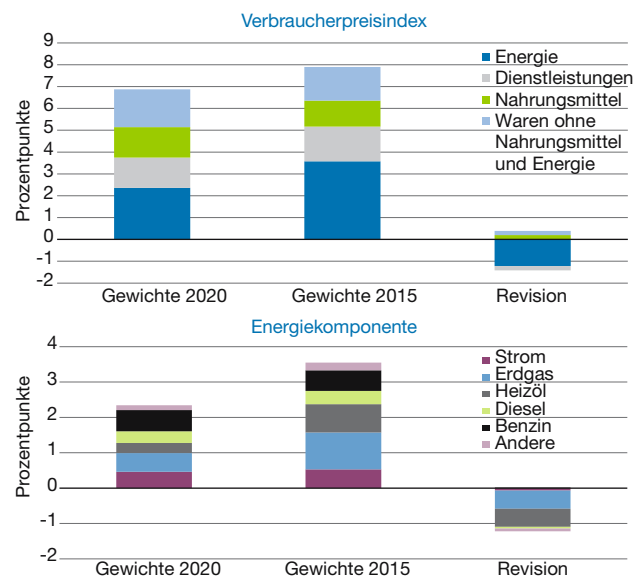 Verbraucherpreisindex
Prozentpunkte
9
8
7
6
5
4
3
2
1
0
-1
-2
Energie
Dienstleistungen
Nahrungsmittel
Waren ohne
Nahrungsmittel
und Energie
Gewichte 2020 Gewichte 2015 Revision
Energiekomponente
Prozentpunkte
4
3
2
1
0
-1
-2
Strom
Erdgas
Heizöl
Diesel
Benzin
Andere
Gewichte 2020 Gewichte 2015 Revision